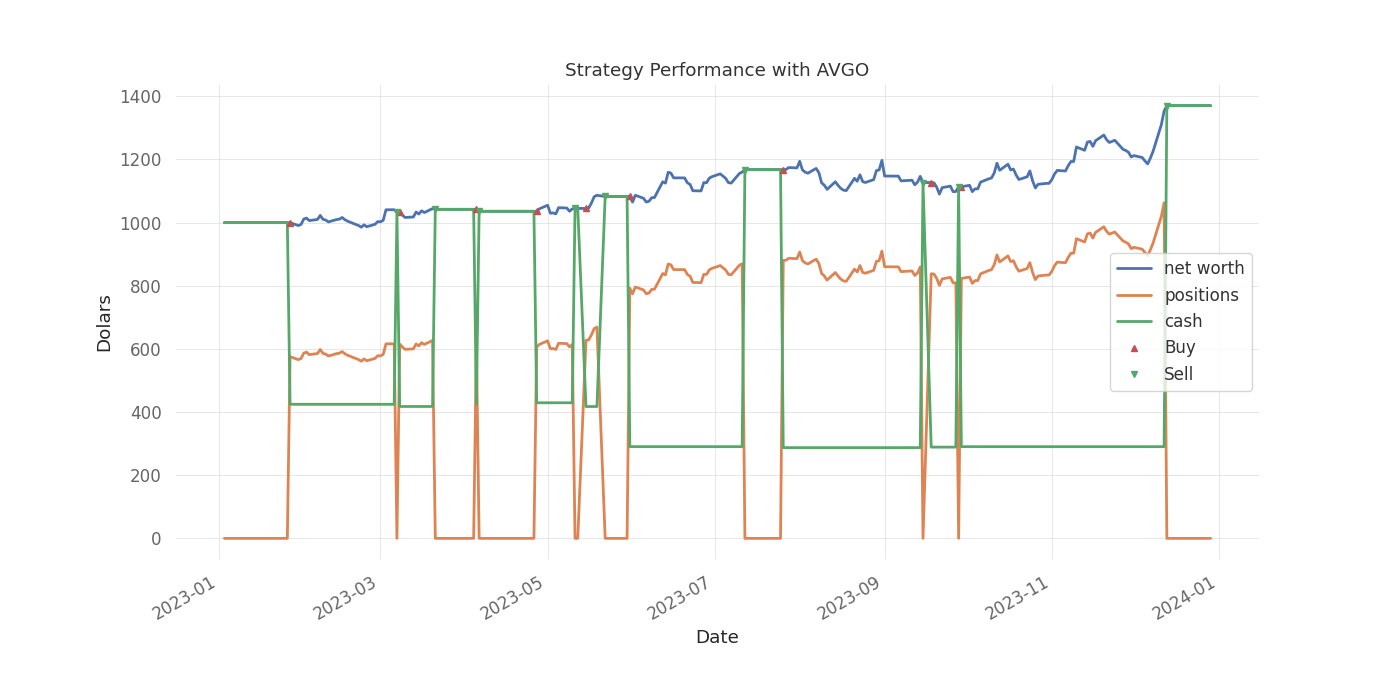 Strategy Performance with AVGO
1400
1200
1000
800
600
400
200
0
Dolars
net worth
positions
cash
Buy
Sell
2023-01
2023-03
2023-05
2023-07
2023-09
2023-11
2024-01
Date